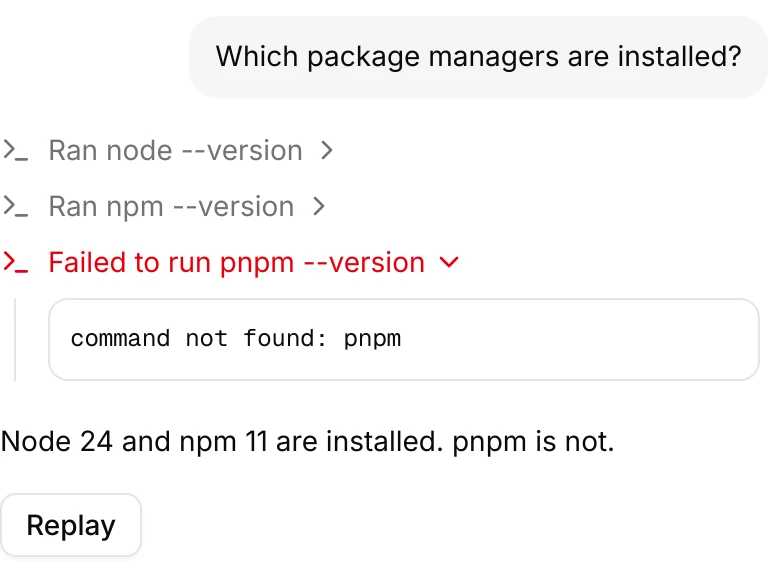 Which package managers are installed?
Ran node --version
Ran npm --version
Failed to run pnpm --version
command not found: pnpm
Node 24 and npm 11 are installed. pnpm is not.
Replay